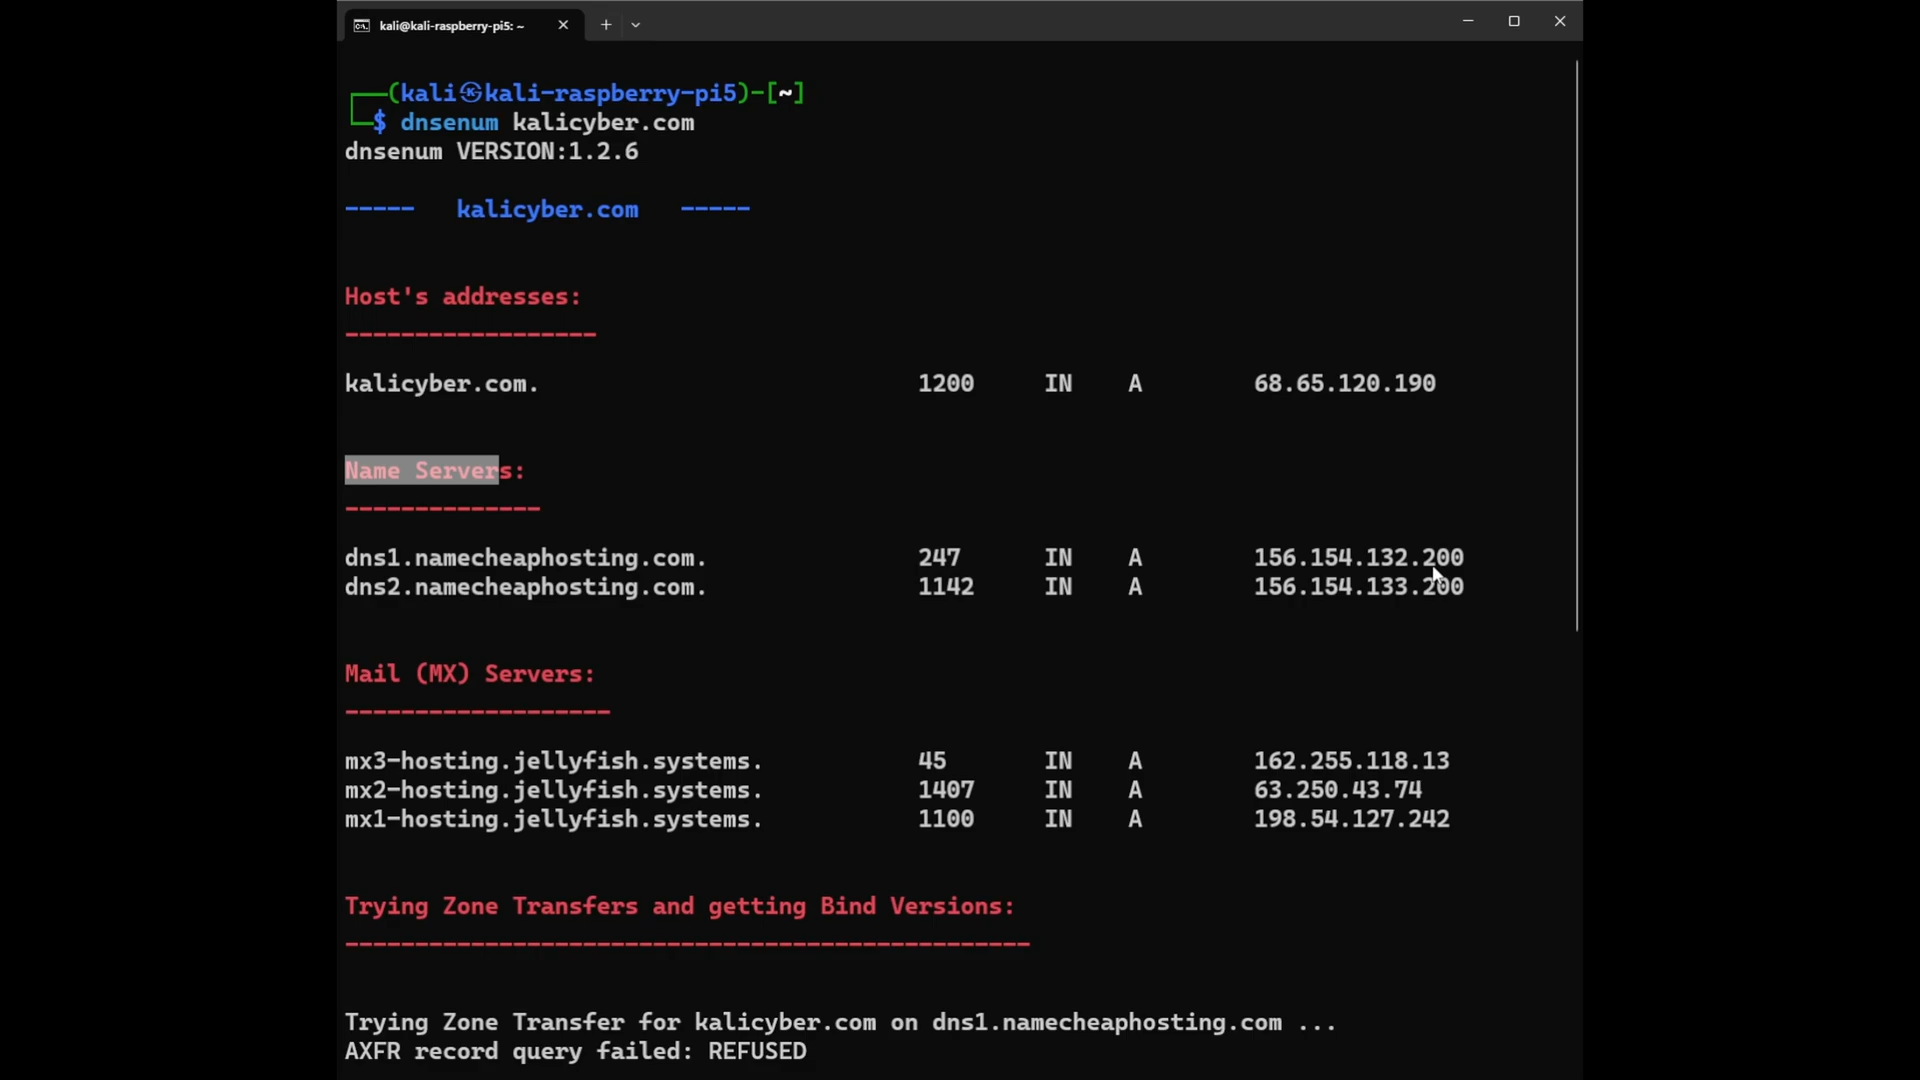 kali@kali-raspberry-pi5: ~
┌──(kali㉿kali-raspberry-pi5)-[~]
└─$ dnsenum kalicyber.com
dnsenum VERSION:1.2.6
-----   kalicyber.com   -----
Host's addresses:
------------------
kalicyber.com. 1200 IN A 68.65.120.190
Name Servers:
--------------
dns1.namecheaphosting.com. 247 IN A 156.154.132.200
dns2.namecheaphosting.com. 1142 IN A 156.154.133.200
Mail (MX) Servers:
-------------------
mx3-hosting.jellyfish.systems. 45 IN A 162.255.118.13
mx2-hosting.jellyfish.systems. 1407 IN A 63.250.43.74
mx1-hosting.jellyfish.systems. 1100 IN A 198.54.127.242
Trying Zone Transfers and getting Bind Versions:
-------------------------------------------------
Trying Zone Transfer for kalicyber.com on dns1.namecheaphosting.com ...
AXFR record query failed: REFUSED